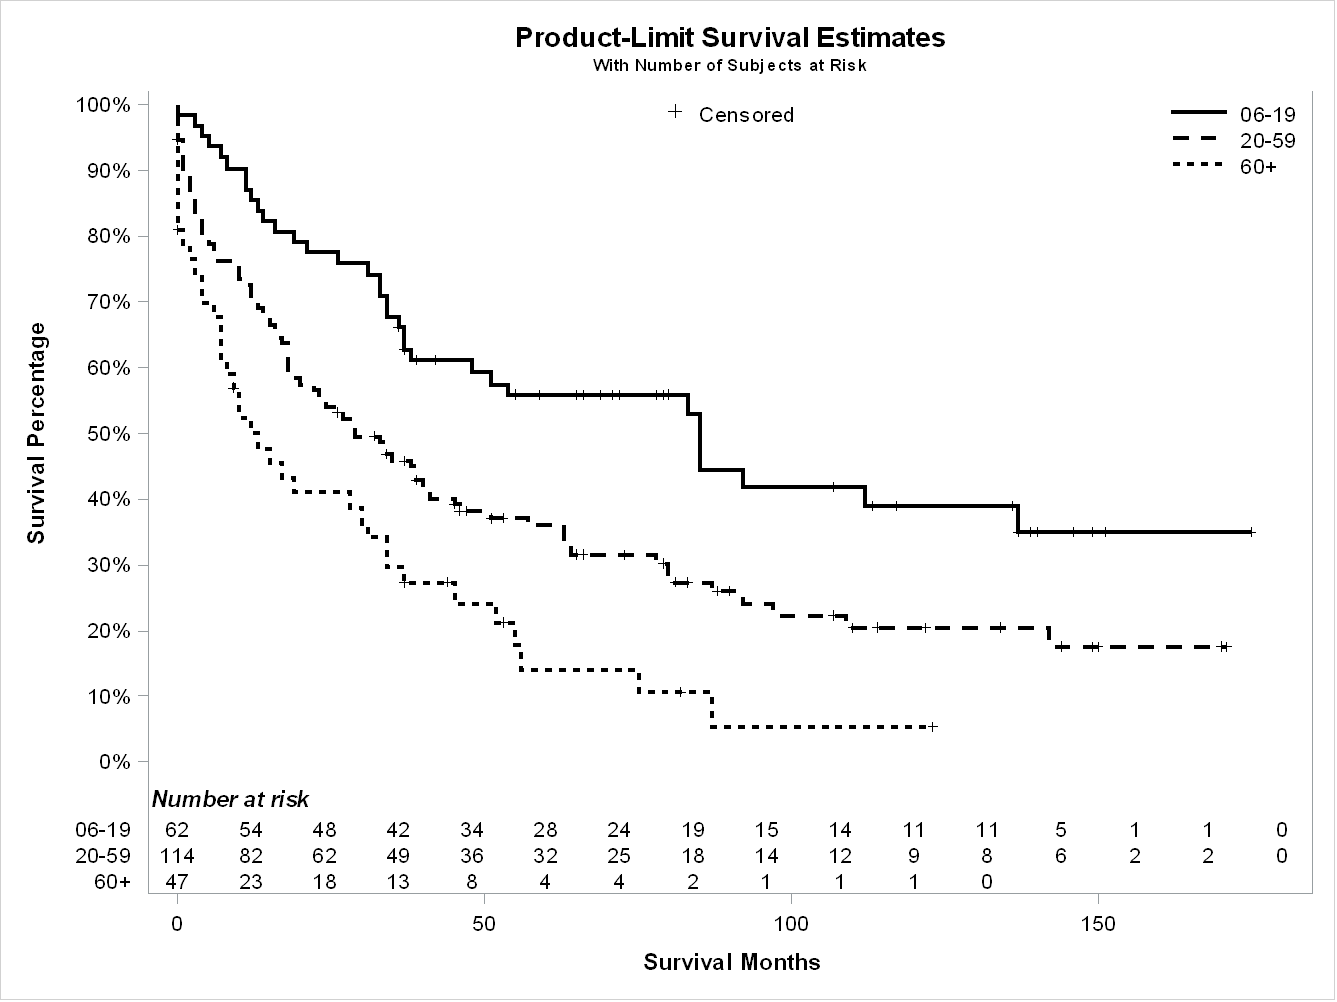 Product-Limit Survival Estimates
With Number of Subjects at Risk
+ Censored
06-19
20-59
60+
Survival Percentage
100%
90%
80%
70%
60%
50%
40%
30%
20%
10%
0%
Number at risk
06-19 62 54 48 42 34 28 24 19 15 14 11 11 5 1 1 0
20-59 114 82 62 49 36 32 25 18 14 12 9 8 6 2 2 0
60+ 47 23 18 13 8 4 4 2 1 1 1 0
0 50 100 150
Survival Months